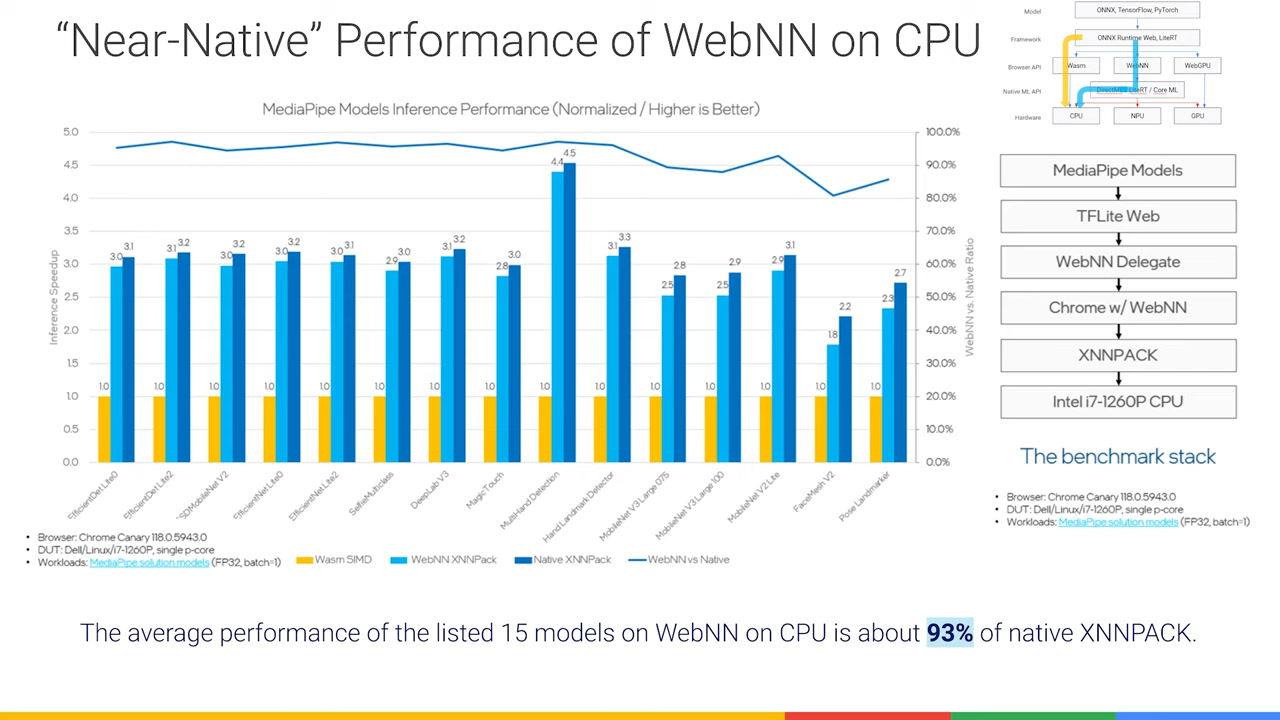 “Near-Native” Performance of WebNN on CPU
Model
ONNX, TensorFlow, PyTorch
Framework
ONNX Runtime Web, LiteRT
Browser API
Wasm
WebNN
WebGPU
Native ML API
LiteRT / Core ML
Hardware
CPU
NPU
GPU
Performance (Normalized / Higher is Better)
Inference Speedup
5.0
4.5
4.0
3.5
3.0
2.5
2.0
1.5
1.0
0.5
0.0
100.0%
90.0%
80.0%
70.0%
60.0%
50.0%
40.0%
30.0%
20.0%
10.0%
0.0%
WebNN vs. Native Ratio
1.0 3.0 3.1
1.0 3.1 3.2
1.0 3.0 3.2
1.0 3.0 3.2
1.0 3.0 3.1
1.0 2.9 3.0
1.0 3.1 3.2
1.0 2.8 3.0
1.0 4.4 4.5
1.0 3.1 3.3
1.0 2.5 2.8
1.0 2.5 2.9
1.0 2.9 3.1
1.0 1.8 2.2
1.0 2.3 2.7
EfficientDet Lite0
EfficientDet Lite2
MobileNet V2
EfficientNet Lite0
EfficientNet Lite2
SelfieMulticlass
DeepLab V3
Magic Touch
MultiHand Detection
Hand Landmark Detector
MobileNet V3 Large 075
MobileNet V3 Large 100
MobileNet V2 Lite
FaceMesh V2
Pose Landmarker
• Browser: Chrome Canary 118.0.5943.0
• DUT: Dell/Linux/i7-1260P, single p-core
• Workloads: MediaPipe solution models (FP32, batch=1)
Wasm SIMD
WebNN XNNPack
Native XNNPack
WebNN vs Native
MediaPipe Models
TFLite Web
WebNN Delegate
Chrome w/ WebNN
XNNPACK
Intel i7-1260P CPU
The benchmark stack
• Browser: Chrome Canary 118.0.5943.0
• DUT: Dell/Linux/i7-1260P, single p-core
• Workloads: MediaPipe solution models (FP32, batch=1)
The average performance of the listed 15 models on WebNN on CPU is about 93% of native XNNPACK.